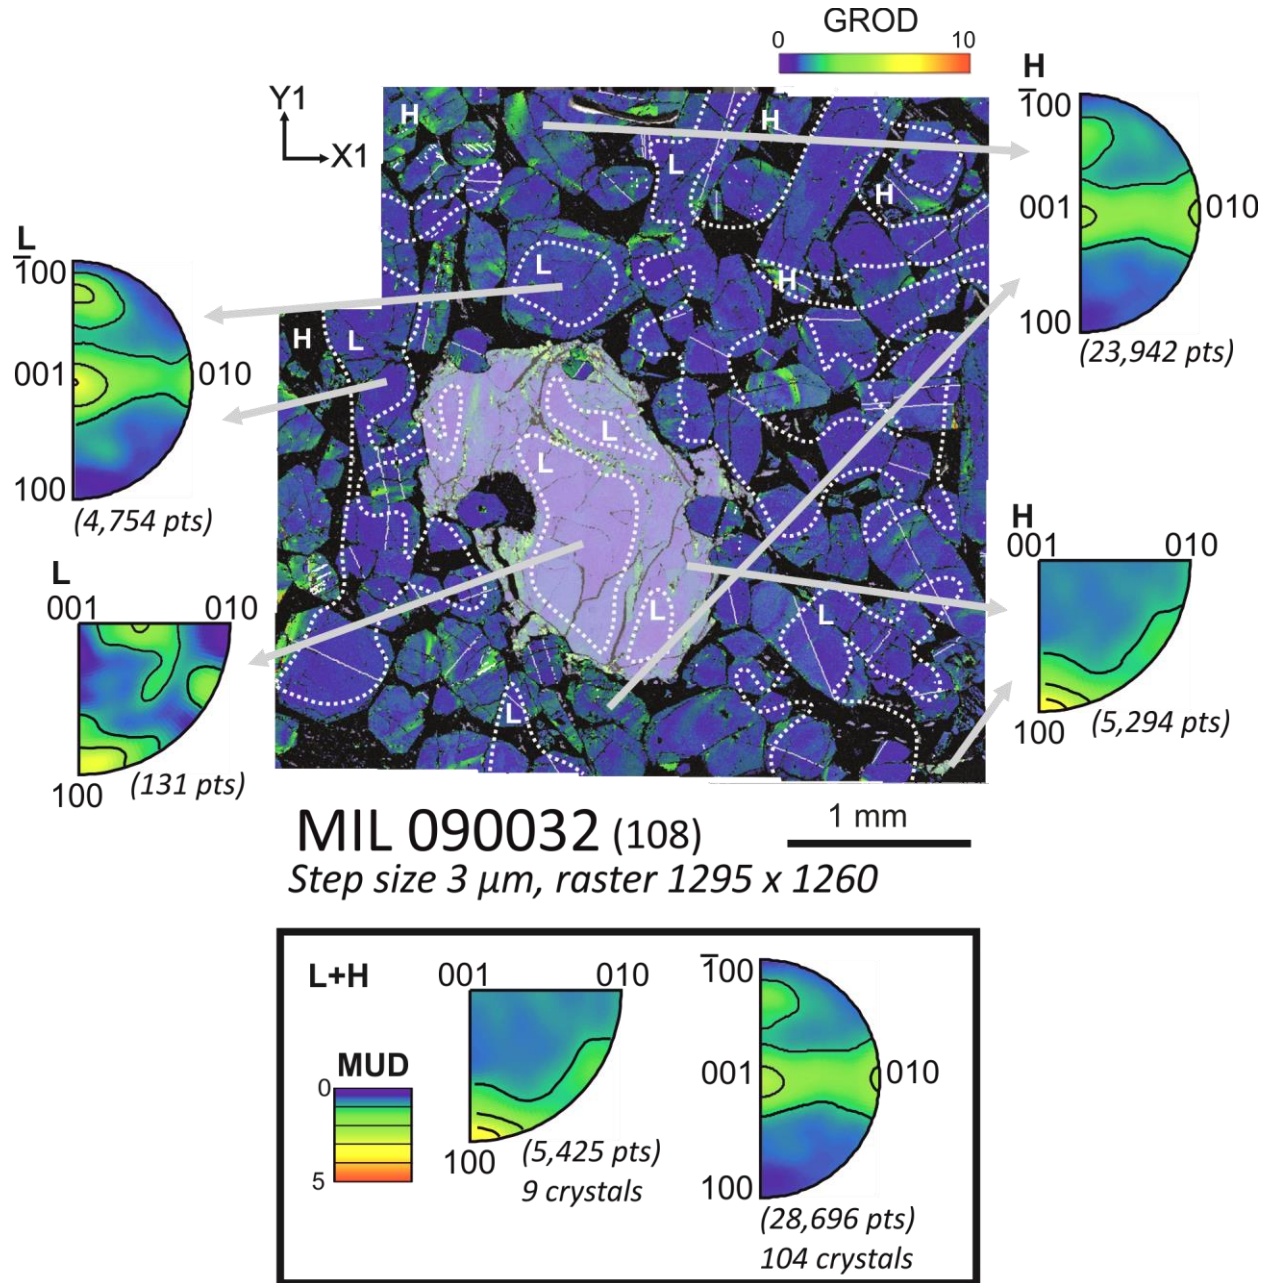 GROD
0 10
Y1
X1
H
H
L
H
H
L
H
L
L
L
L
L
L
H
1̅00
001 010
100
(23,942 pts)
L
1̅00
001 010
100
(4,754 pts)
L
001 010
100 (131 pts)
H
001 010
100 (5,294 pts)
MIL 090032 (108)
1 mm
Step size 3 µm, raster 1295 x 1260
L+H
MUD
0
5
001 010
100 (5,425 pts)
9 crystals
1̅00
001 010
100
(28,696 pts)
104 crystals